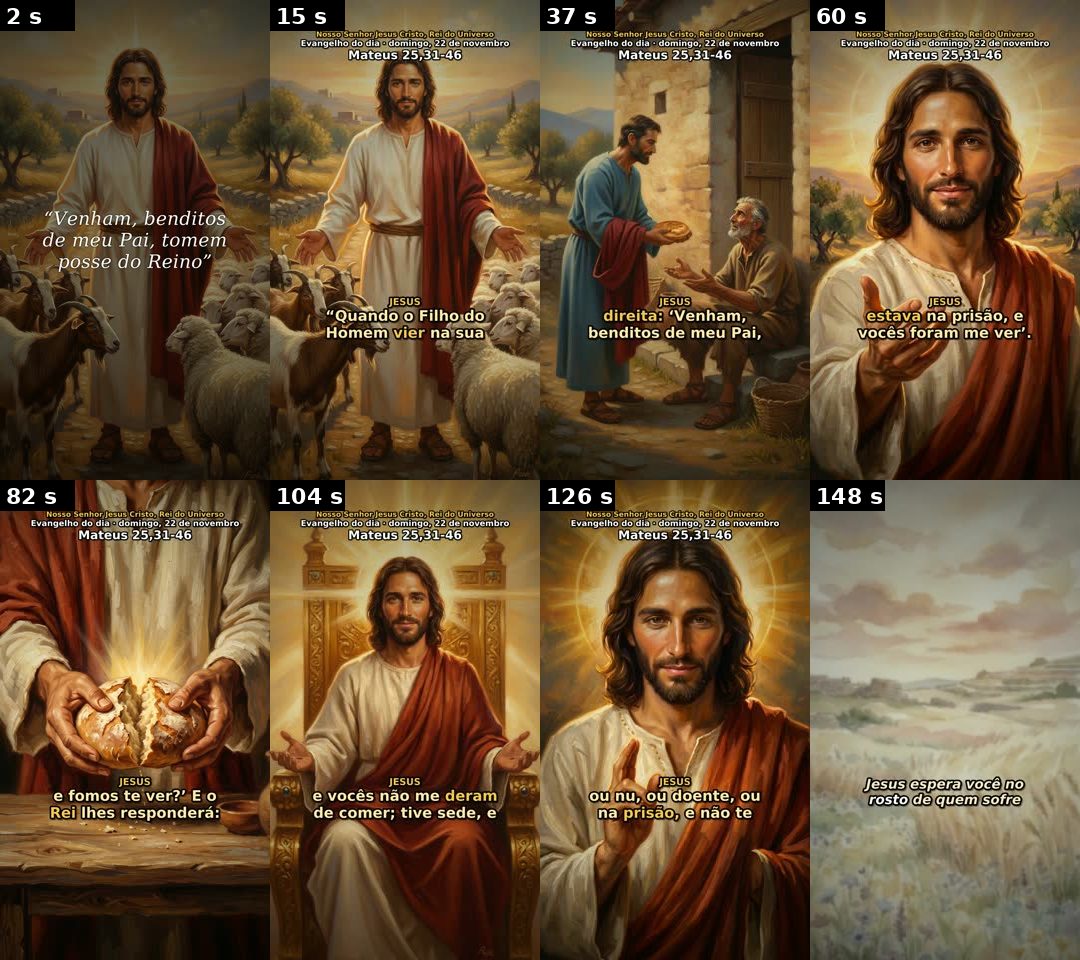 2 s
“Venham, benditos
de meu Pai, tomem
posse do Reino”
15 s
Nosso Senhor Jesus Cristo, Rei do Universo
Evangelho do dia · domingo, 22 de novembro
Mateus 25,31-46
JESUS
“Quando o Filho do
Homem vier na sua
37 s
Nosso Senhor Jesus Cristo, Rei do Universo
Evangelho do dia · domingo, 22 de novembro
Mateus 25,31-46
JESUS
direita: ‘Venham,
benditos de meu Pai,
60 s
Nosso Senhor Jesus Cristo, Rei do Universo
Evangelho do dia · domingo, 22 de novembro
Mateus 25,31-46
JESUS
estava na prisão, e
vocês foram me ver’.
82 s
Nosso Senhor Jesus Cristo, Rei do Universo
Evangelho do dia · domingo, 22 de novembro
Mateus 25,31-46
JESUS
e fomos te ver?’ E o
Rei lhes responderá:
104 s
Nosso Senhor Jesus Cristo, Rei do Universo
Evangelho do dia · domingo, 22 de novembro
Mateus 25,31-46
JESUS
e vocês não me deram
de comer; tive sede, e
126 s
Nosso Senhor Jesus Cristo, Rei do Universo
Evangelho do dia · domingo, 22 de novembro
Mateus 25,31-46
JESUS
ou nu, ou doente, ou
na prisão, e não te
148 s
Jesus espera você no
rosto de quem sofre